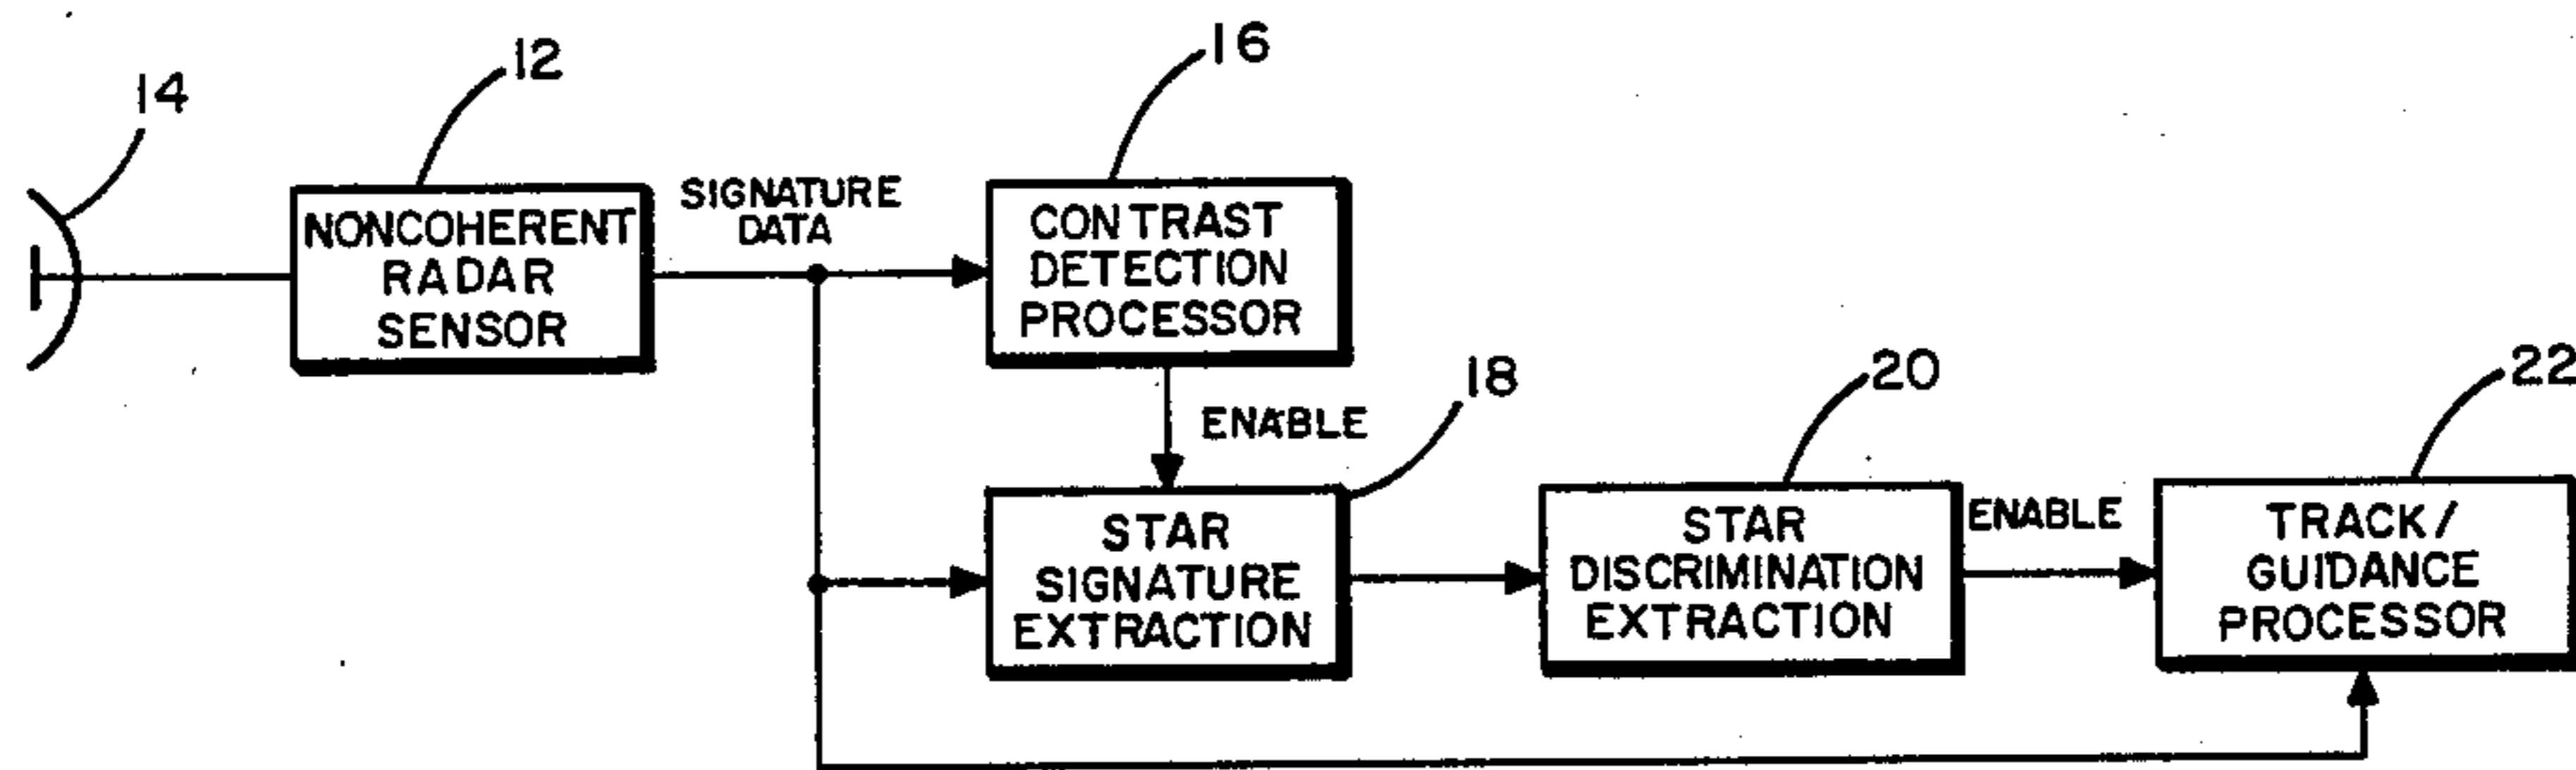 14
12
16
NONCOHERENT
RADAR
SENSOR
SIGNATURE
DATA
CONTRAST
DETECTION
PROCESSOR
ENABLE
18
20
22
STAR
SIGNATURE
EXTRACTION
STAR
DISCRIMINATION
EXTRACTION
ENABLE
TRACK/
GUIDANCE
PROCESSOR